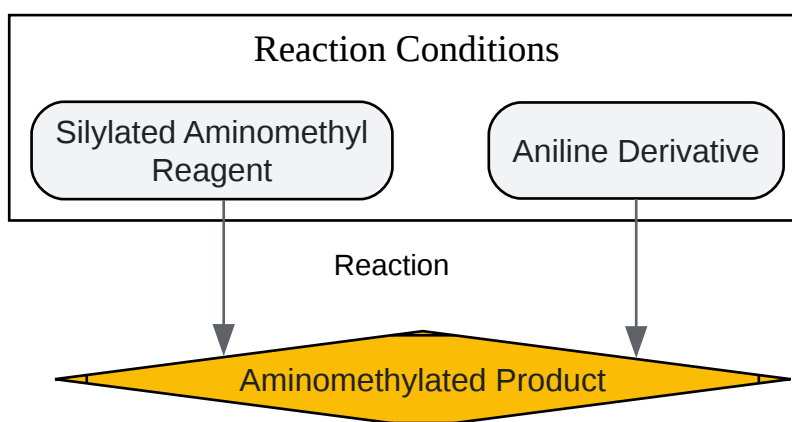 Reaction Conditions
Silylated Aminomethyl
Reagent
Aniline Derivative
Reaction
Aminomethylated Product